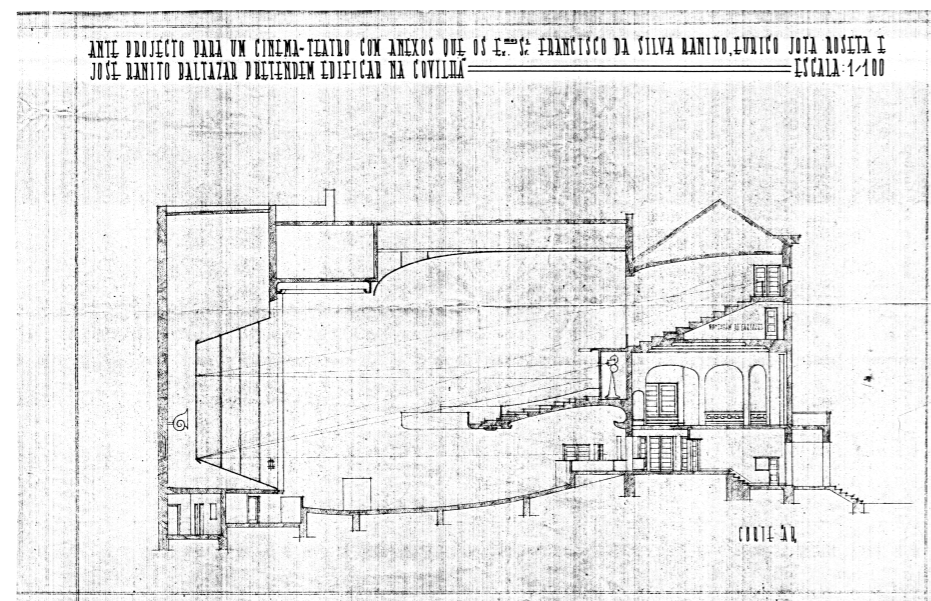 ANTE PROJECTO PARA UM CINEMA-TEATRO COM ANEXOS QUE OS E.mos S.rs FRANCISCO DA SILVA RANITO, EURICO JOTA ROSETA E
JOSÉ RANITO BALTAZAR PRETENDEM EDIFICAR NA COVILHÃ ESCALA: 1/100
CORTE AB